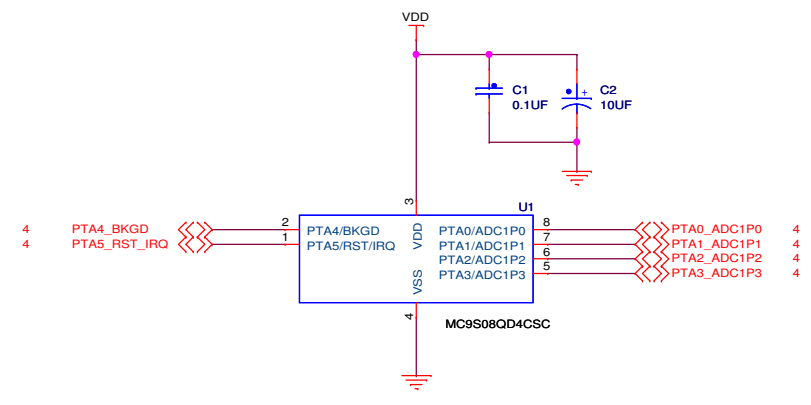 VDD
C1
0.1UF
C2
10UF
3
U1
4 PTA4_BKGD 2 PTA4/BKGD VDD PTA0/ADC1P0 8 PTA0_ADC1P0 4
4 PTA5_RST_IRQ 1 PTA5/RST/IRQ PTA1/ADC1P1 7 PTA1_ADC1P1 4
PTA2/ADC1P2 6 PTA2_ADC1P2 4
VSS PTA3/ADC1P3 5 PTA3_ADC1P3 4
4
MC9S08QD4CSC